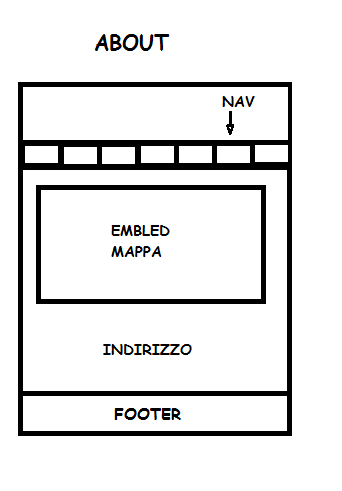 ABOUT
NAV
EMBLED
MAPPA
INDIRIZZO
FOOTER